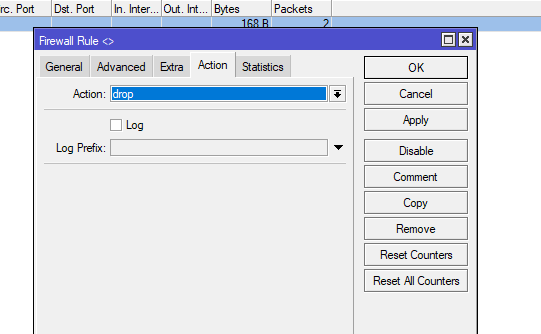 rc. Port Dst. Port In. Inter... Out. Int... Bytes Packets
168 B 2
Firewall Rule <>
General Advanced Extra Action Statistics
Action: drop
Log
Log Prefix:
OK
Cancel
Apply
Disable
Comment
Copy
Remove
Reset Counters
Reset All Counters